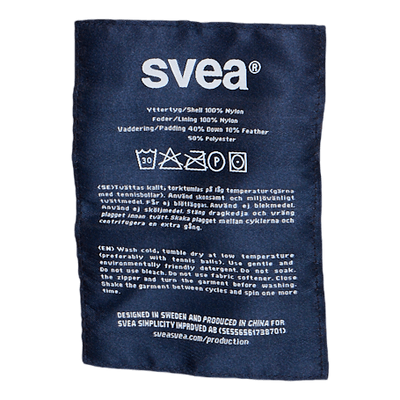 svea®
Yttertyg/Shell 100% Nylon
Foder/Lining 100% Nylon
Vaddering/Padding 40% Down 10% Feather
50% Polyester
30 P
(SE)Tvättas kallt, torktumlas på låg temperatur(gärna
med tennisbollar). Använd skonsamt och miljövänligt
tvättmedel. Får ej blötläggas. Använd ej blekmedel.
Använd ej sköljmedel. Stäng dragkedja och vräng
plagget innan tvätt. Skaka plagget mellan cyklerna och
centrifugera en extra gång.
(EN) Wash cold, tumble dry at low temperature
(preferably with tennis balls). Use gentle and
environmentally friendly detergent. Do not soak.
Do not use bleach. Do not use fabric softener. Close
the zipper and turn the garment before washing.
Shake the garment between cycles and spin one more
time.
DESIGNED IN SWEDEN AND PRODUCED IN CHINA FOR
SVEA SIMPLICITY IMPROVED AB (SE556561738701)
sveasvea.com/production